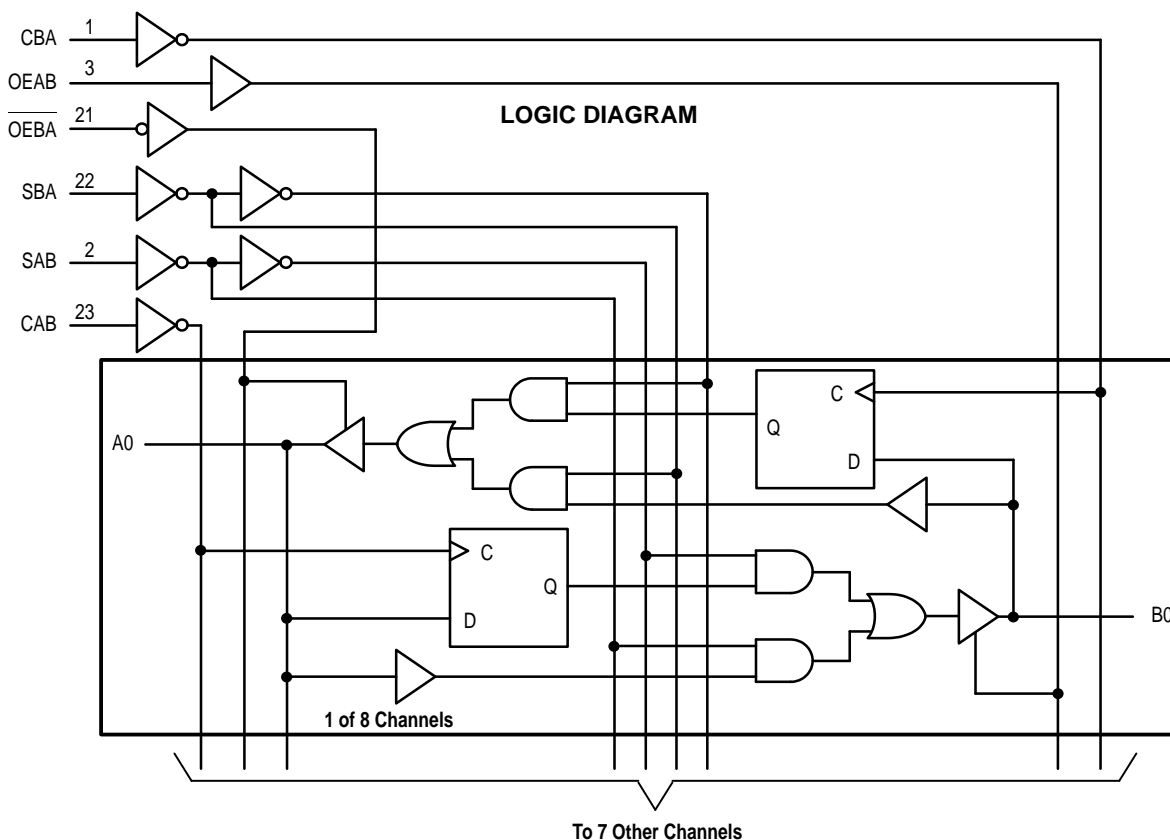 CBA 1
OEAB 3
LOGIC DIAGRAM
OEBA 21
SBA 22
SAB 2
CAB 23
C
A0
Q
D
C
Q
D
B0
1 of 8 Channels
To 7 Other Channels